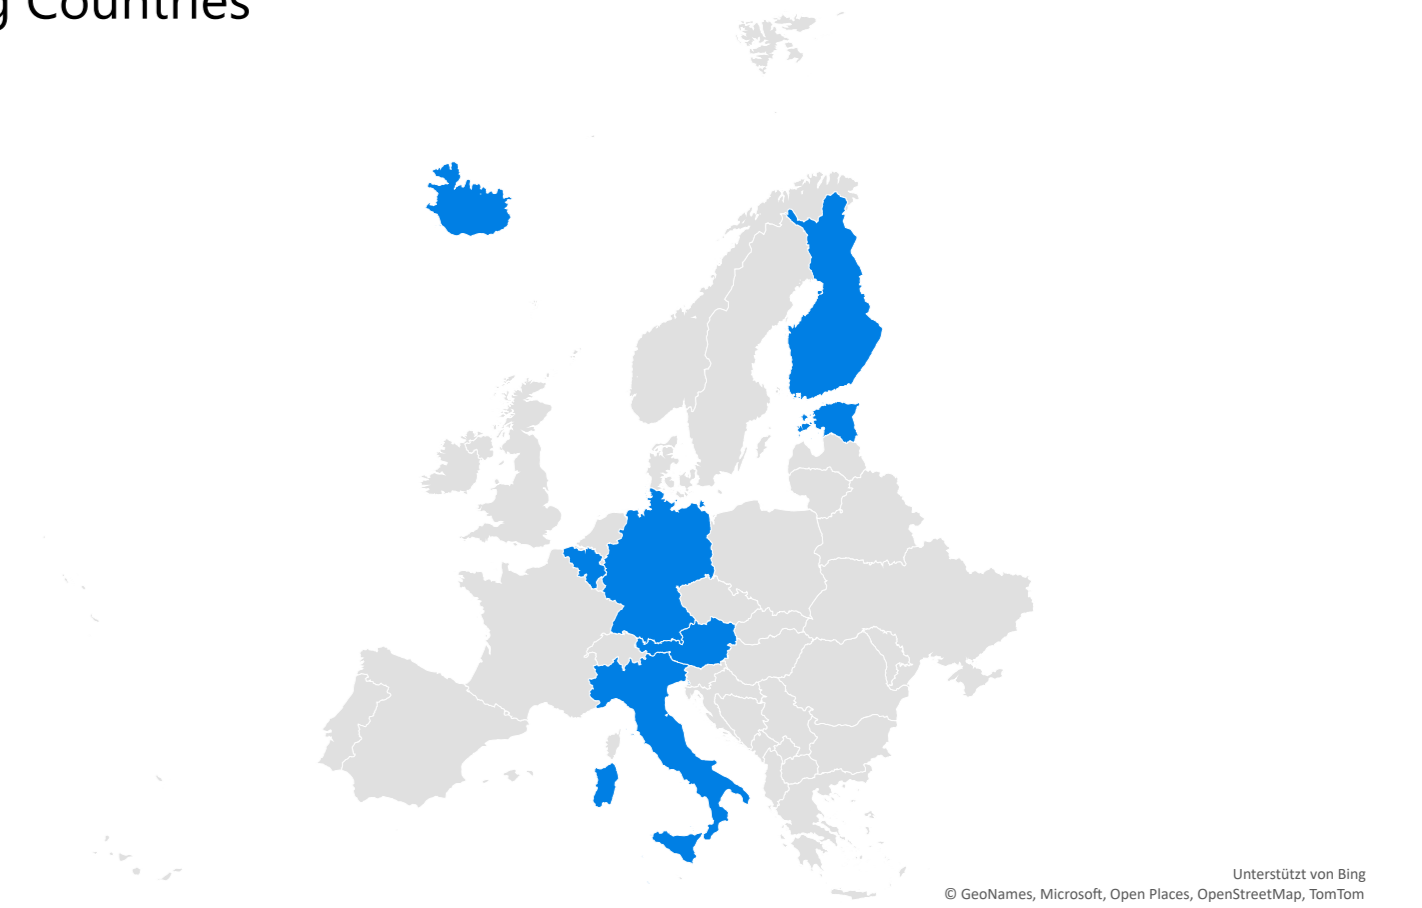 g Countries
Unterstützt von Bing
© GeoNames, Microsoft, Open Places, OpenStreetMap, TomTom